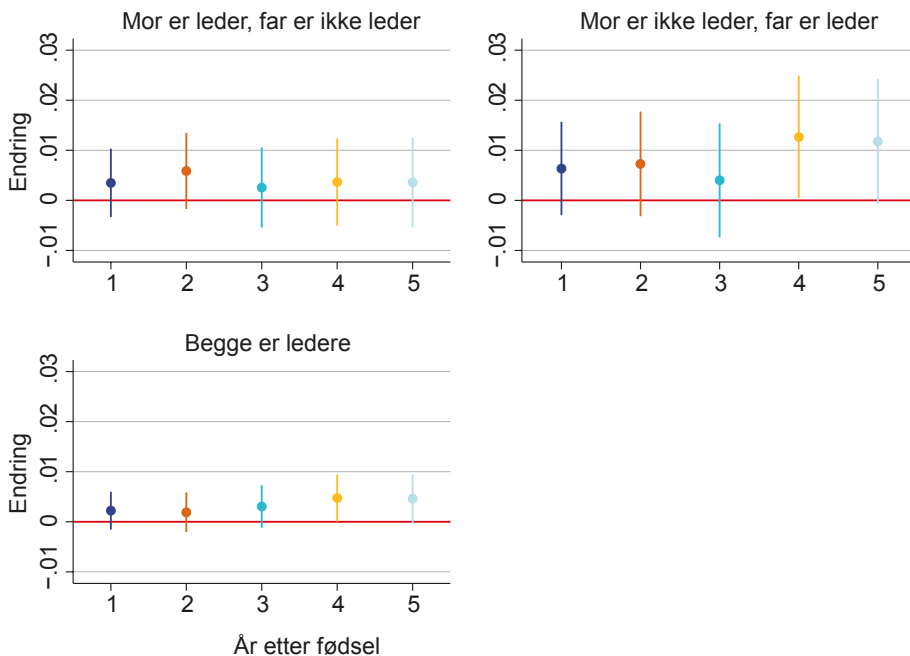 Mor er leder, far er ikke leder
.03
.02
.01
0
−.01
Endring
1 2 3 4 5
Mor er ikke leder, far er leder
.03
.02
.01
0
−.01
1 2 3 4 5
Begge er ledere
.03
.02
.01
0
−.01
Endring
1 2 3 4 5
År etter fødsel